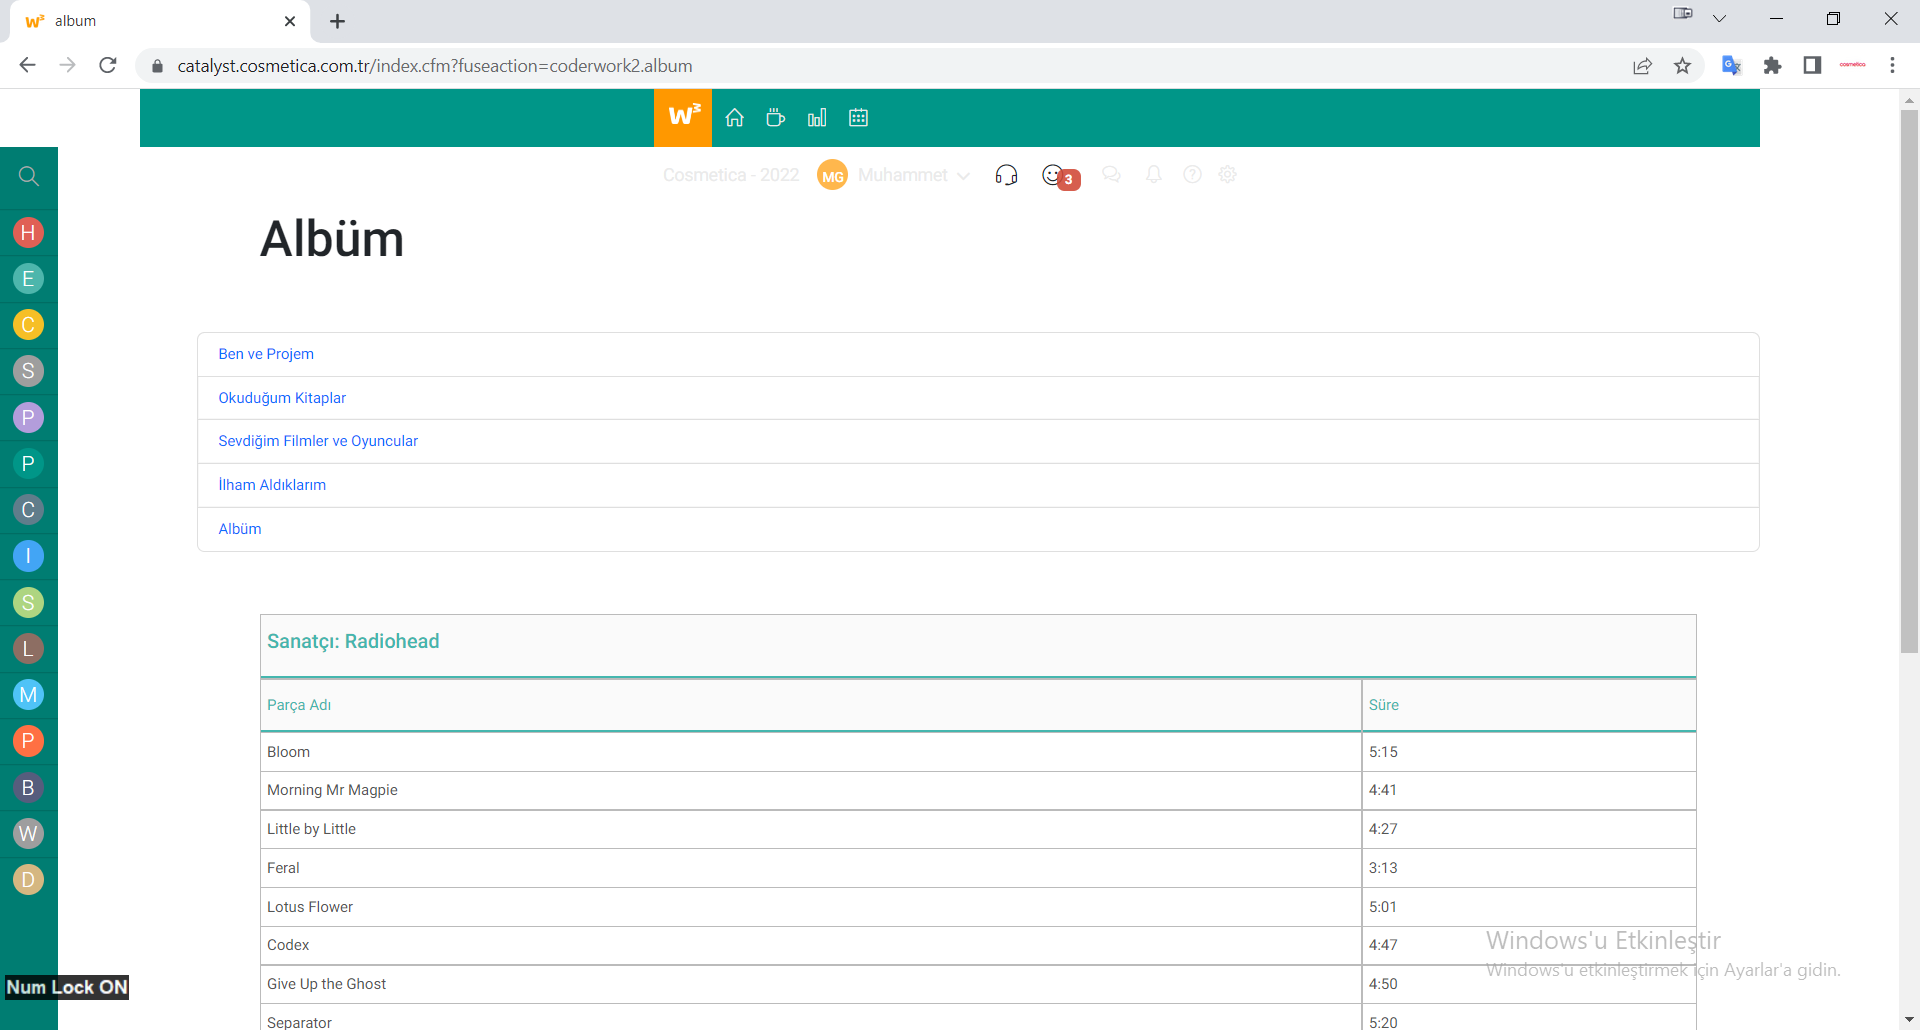 album
catalyst.cosmetica.com.tr/index.cfm?fuseaction=coderwork2.album
cosmetica
w3
Cosmetica - 2022 MG Muhammet 3
H
E
C
S
P
P
C
I
S
L
M
P
B
W
D
Albüm
Ben ve Projem
Okuduğum Kitaplar
Sevdiğim Filmler ve Oyuncular
İlham Aldıklarım
Albüm
Sanatçı: Radiohead
Parça Adı Süre
Bloom 5:15
Morning Mr Magpie 4:41
Little by Little 4:27
Feral 3:13
Lotus Flower 5:01
Codex 4:47
Give Up the Ghost 4:50
Separator 5:20
Windows'u Etkinleştir
Windows'u etkinleştirmek için Ayarlar'a gidin.
Num Lock ON